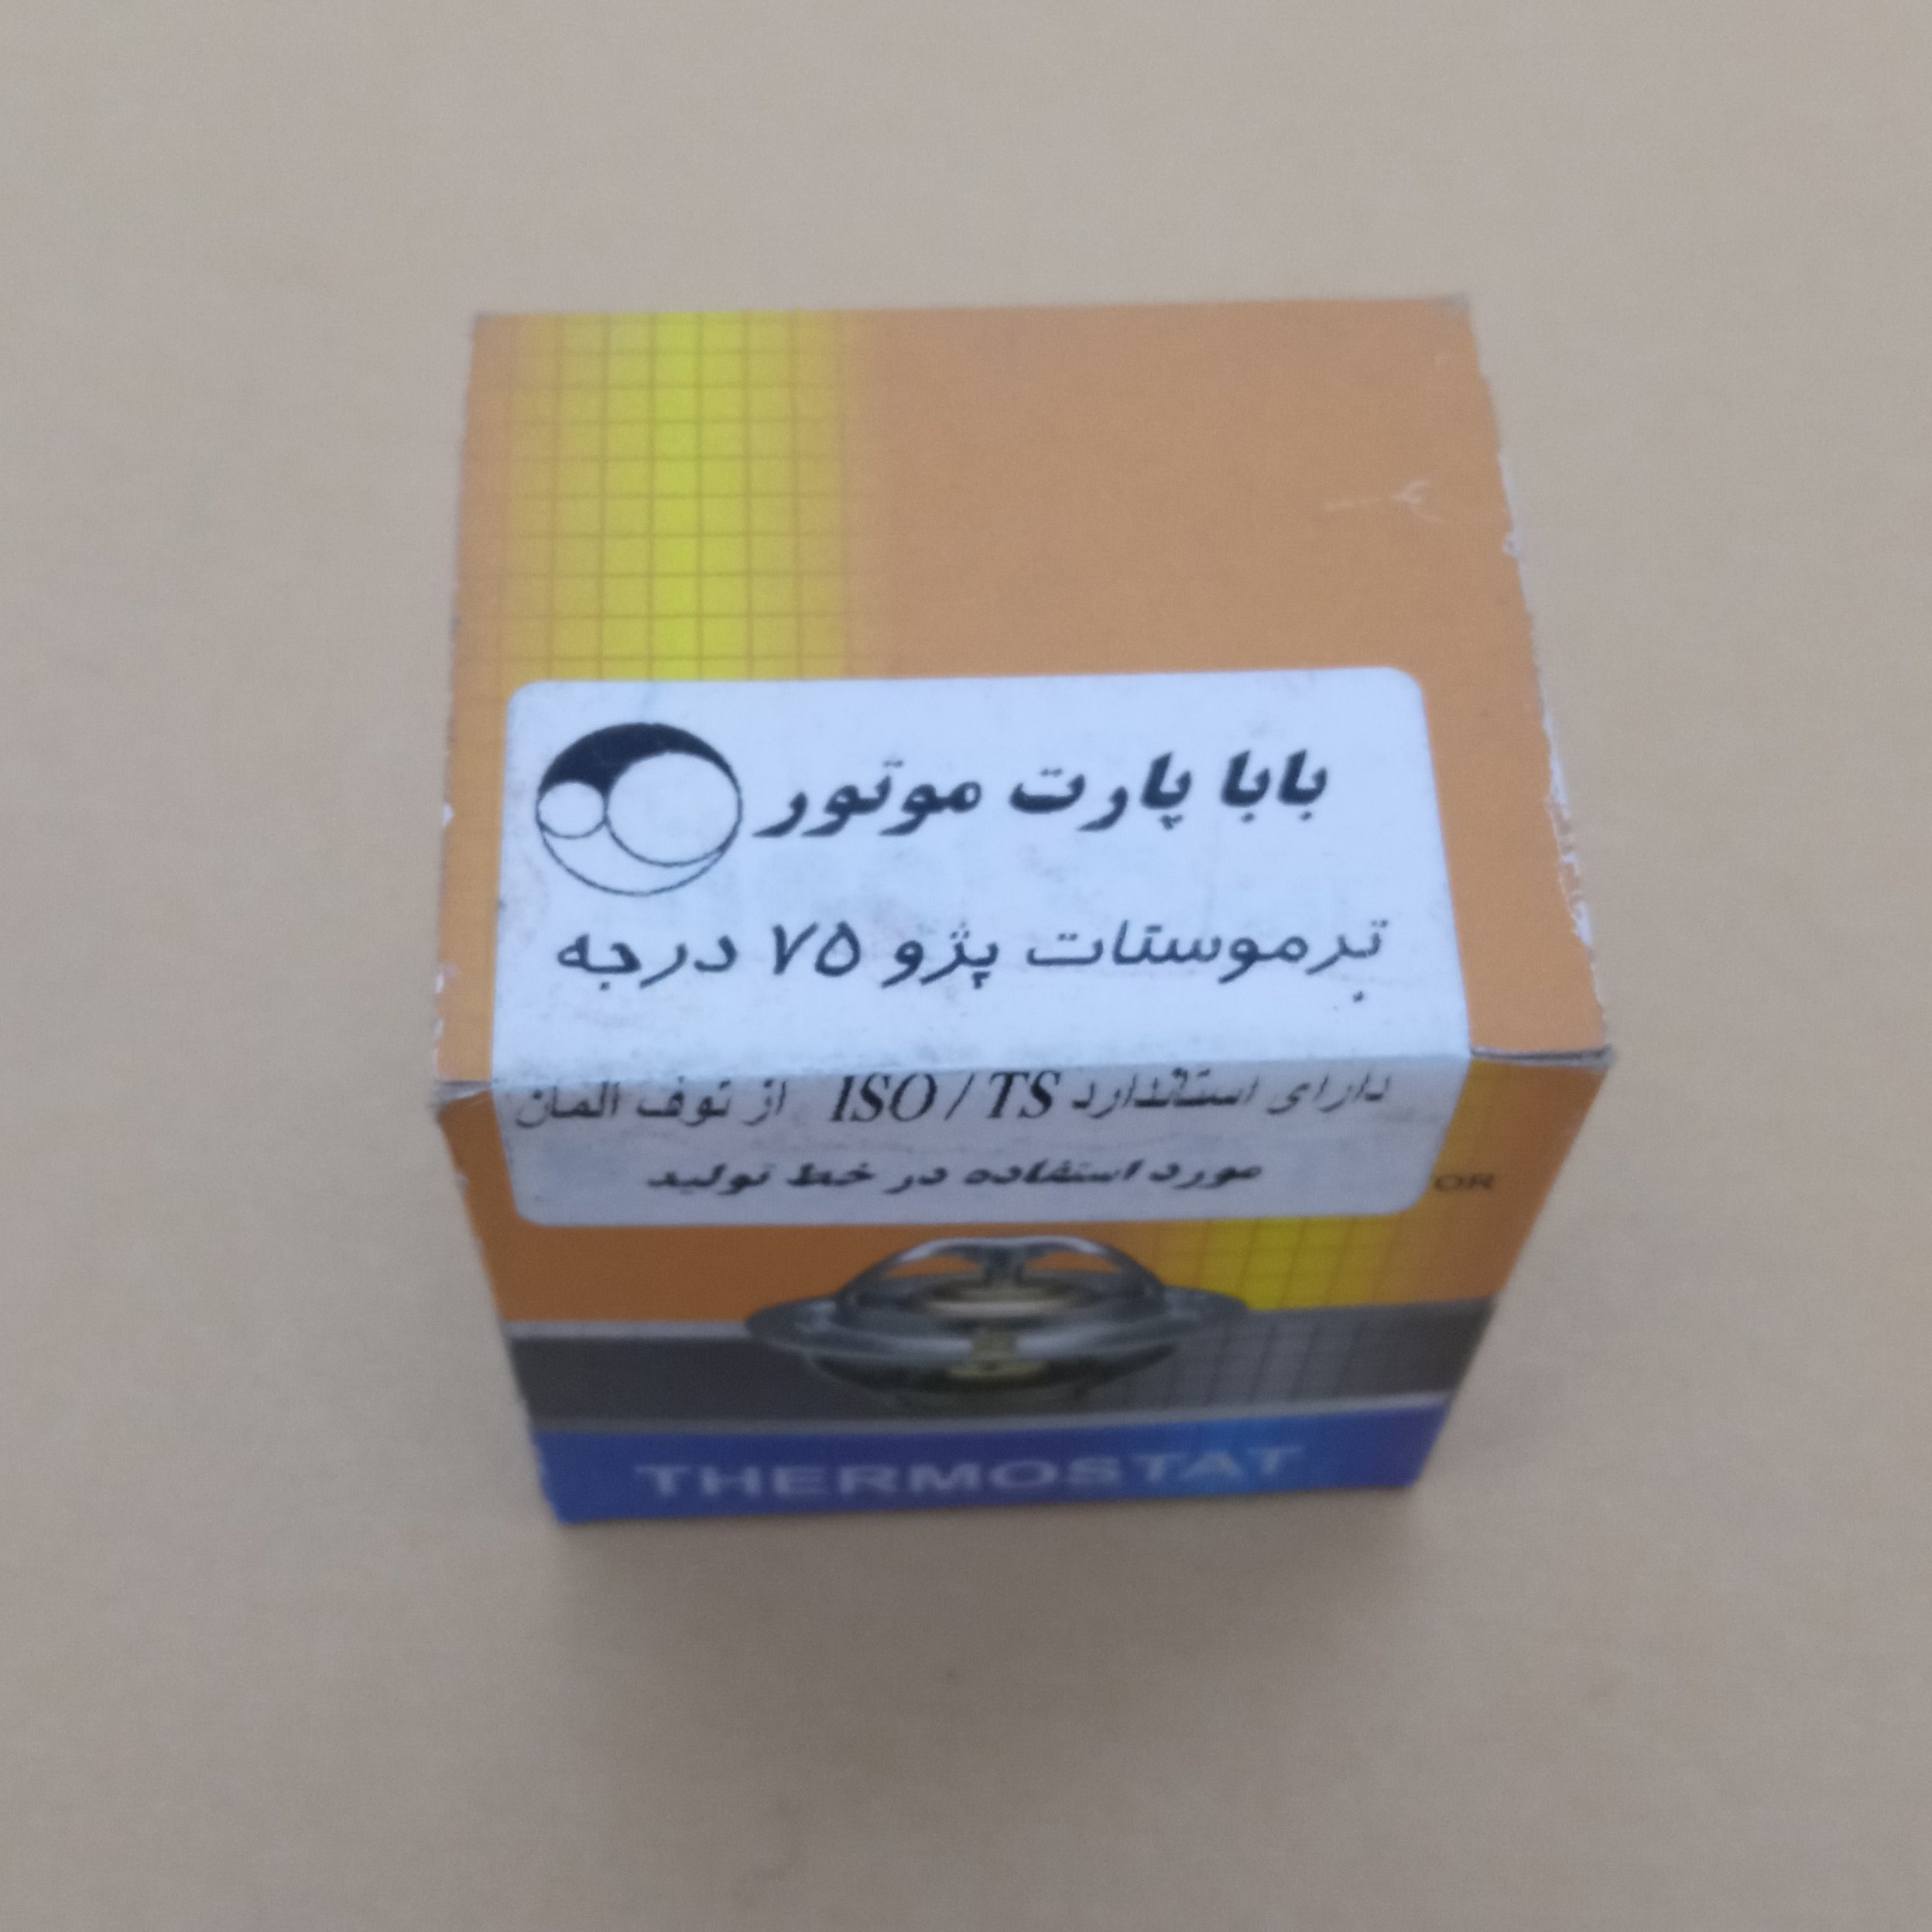 بابا پارت موتور
ترموستات پژو ۷۵ درجه
دارای استاندارد ISO / TS از توف المان
مورد استفاده در خط تولید
OR
THERMOSTAT